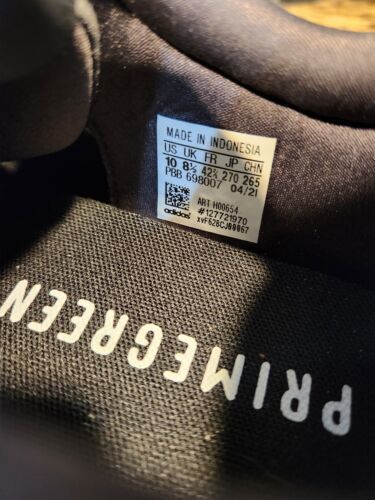 MADE IN INDONESIA
US UK FR JP CHN
10 8½ 42⅔ 270 265
PBB 698007 04/21
ART H00654
#127721970
adidas xvF626CJ00067
PRIMEGREEN